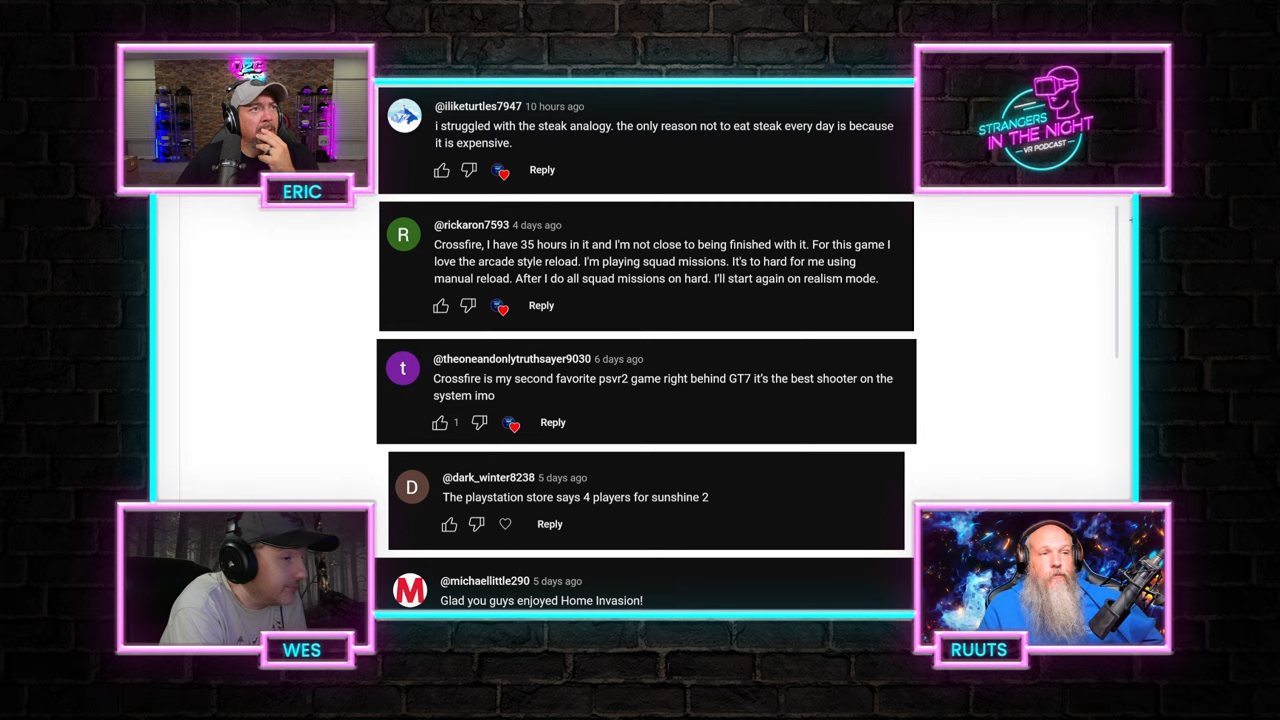 @iliketurtles7947 10 hours ago
i struggled with the steak analogy. the only reason not to eat steak every day is because
it is expensive.
Reply
ERIC
STRANGERS
IN THE NIGHT
VR PODCAST
R
@rickaron7593 4 days ago
Crossfire, I have 35 hours in it and I'm not close to being finished with it. For this game I
love the arcade style reload. I'm playing squad missions. It's to hard for me using
manual reload. After I do all squad missions on hard. I'll start again on realism mode.
Reply
t
@theoneandonlytruthsayer9030 6 days ago
Crossfire is my second favorite psvr2 game right behind GT7 it's the best shooter on the
system imo
1 Reply
D
@dark_winter8238 5 days ago
The playstation store says 4 players for sunshine 2
Reply
M
@michaellittle290 5 days ago
Glad you guys enjoyed Home Invasion!
WES
RUUTS